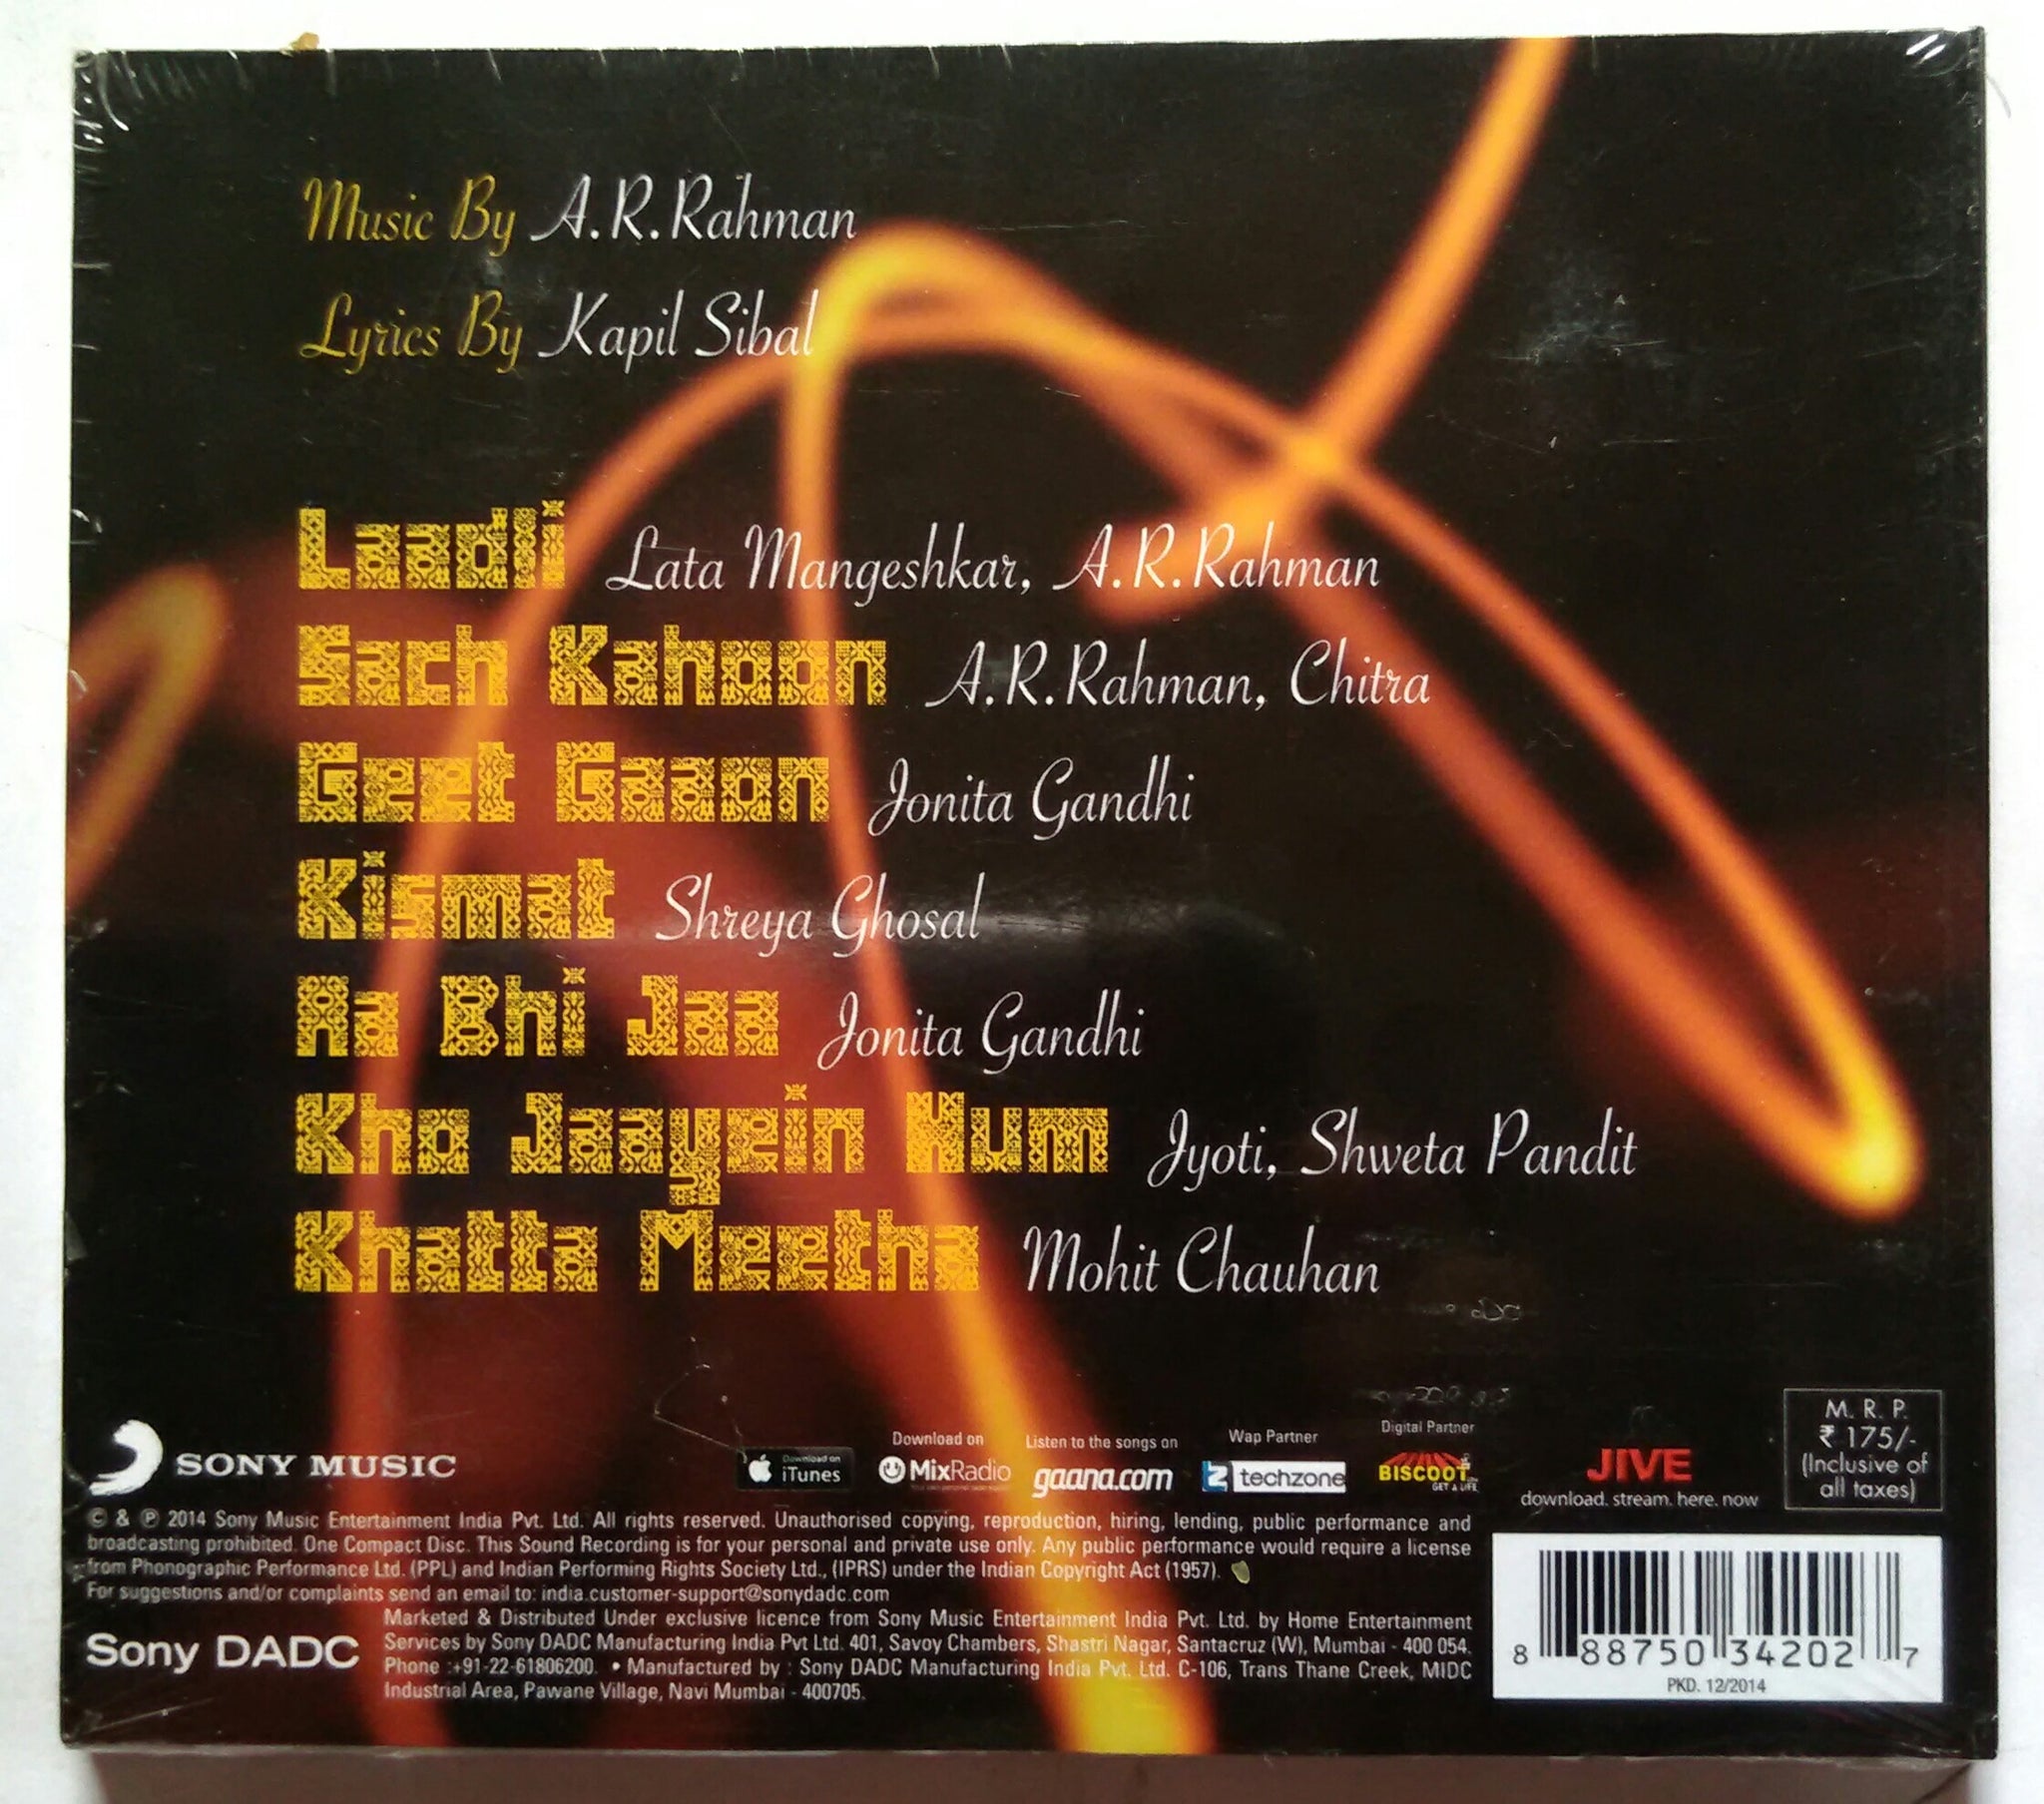 Music By A.R.Rahman
Lyrics By Kapil Sibal
Laadli Lata Mangeshkar, A.R.Rahman
Sach Kahoon A.R.Rahman, Chitra
Geet Gaaon Jonita Gandhi
Kismat Shreya Ghosal
Aa Bhi Jaa Jonita Gandhi
Kho Jaayein Hum Jyoti, Shweta Pandit
Khatta Meetha Mohit Chauhan
SONY MUSIC
Download on iTunes
Download on MixRadio
Listen to the songs on gaana.com
Wap Partner techzone
Digital Partner BISCOOT GET A LIFE
JIVE
download. stream. here. now
M. R. P.
₹ 175/-
(Inclusive of
all taxes)
© & ℗ 2014 Sony Music Entertainment India Pvt. Ltd. All rights reserved. Unauthorised copying, reproduction, hiring, lending, public performance and
broadcasting prohibited. One Compact Disc. This Sound Recording is for your personal and private use only. Any public performance would require a license
from Phonographic Performance Ltd. (PPL) and Indian Performing Rights Society Ltd., (IPRS) under the Indian Copyright Act (1957).
For suggestions and/or complaints send an email to: india.customer-support@sonydadc.com
Sony DADC
Marketed & Distributed Under exclusive licence from Sony Music Entertainment India Pvt. Ltd. by Home Entertainment
Services by Sony DADC Manufacturing India Pvt Ltd. 401, Savoy Chambers, Shastri Nagar, Santacruz (W), Mumbai - 400 054.
Phone :+91-22-61806200. • Manufactured by : Sony DADC Manufacturing India Pvt. Ltd. C-106, Trans Thane Creek, MIDC
Industrial Area, Pawane Village, Navi Mumbai - 400705.
8 88750 34202 7
PKD. 12/2014